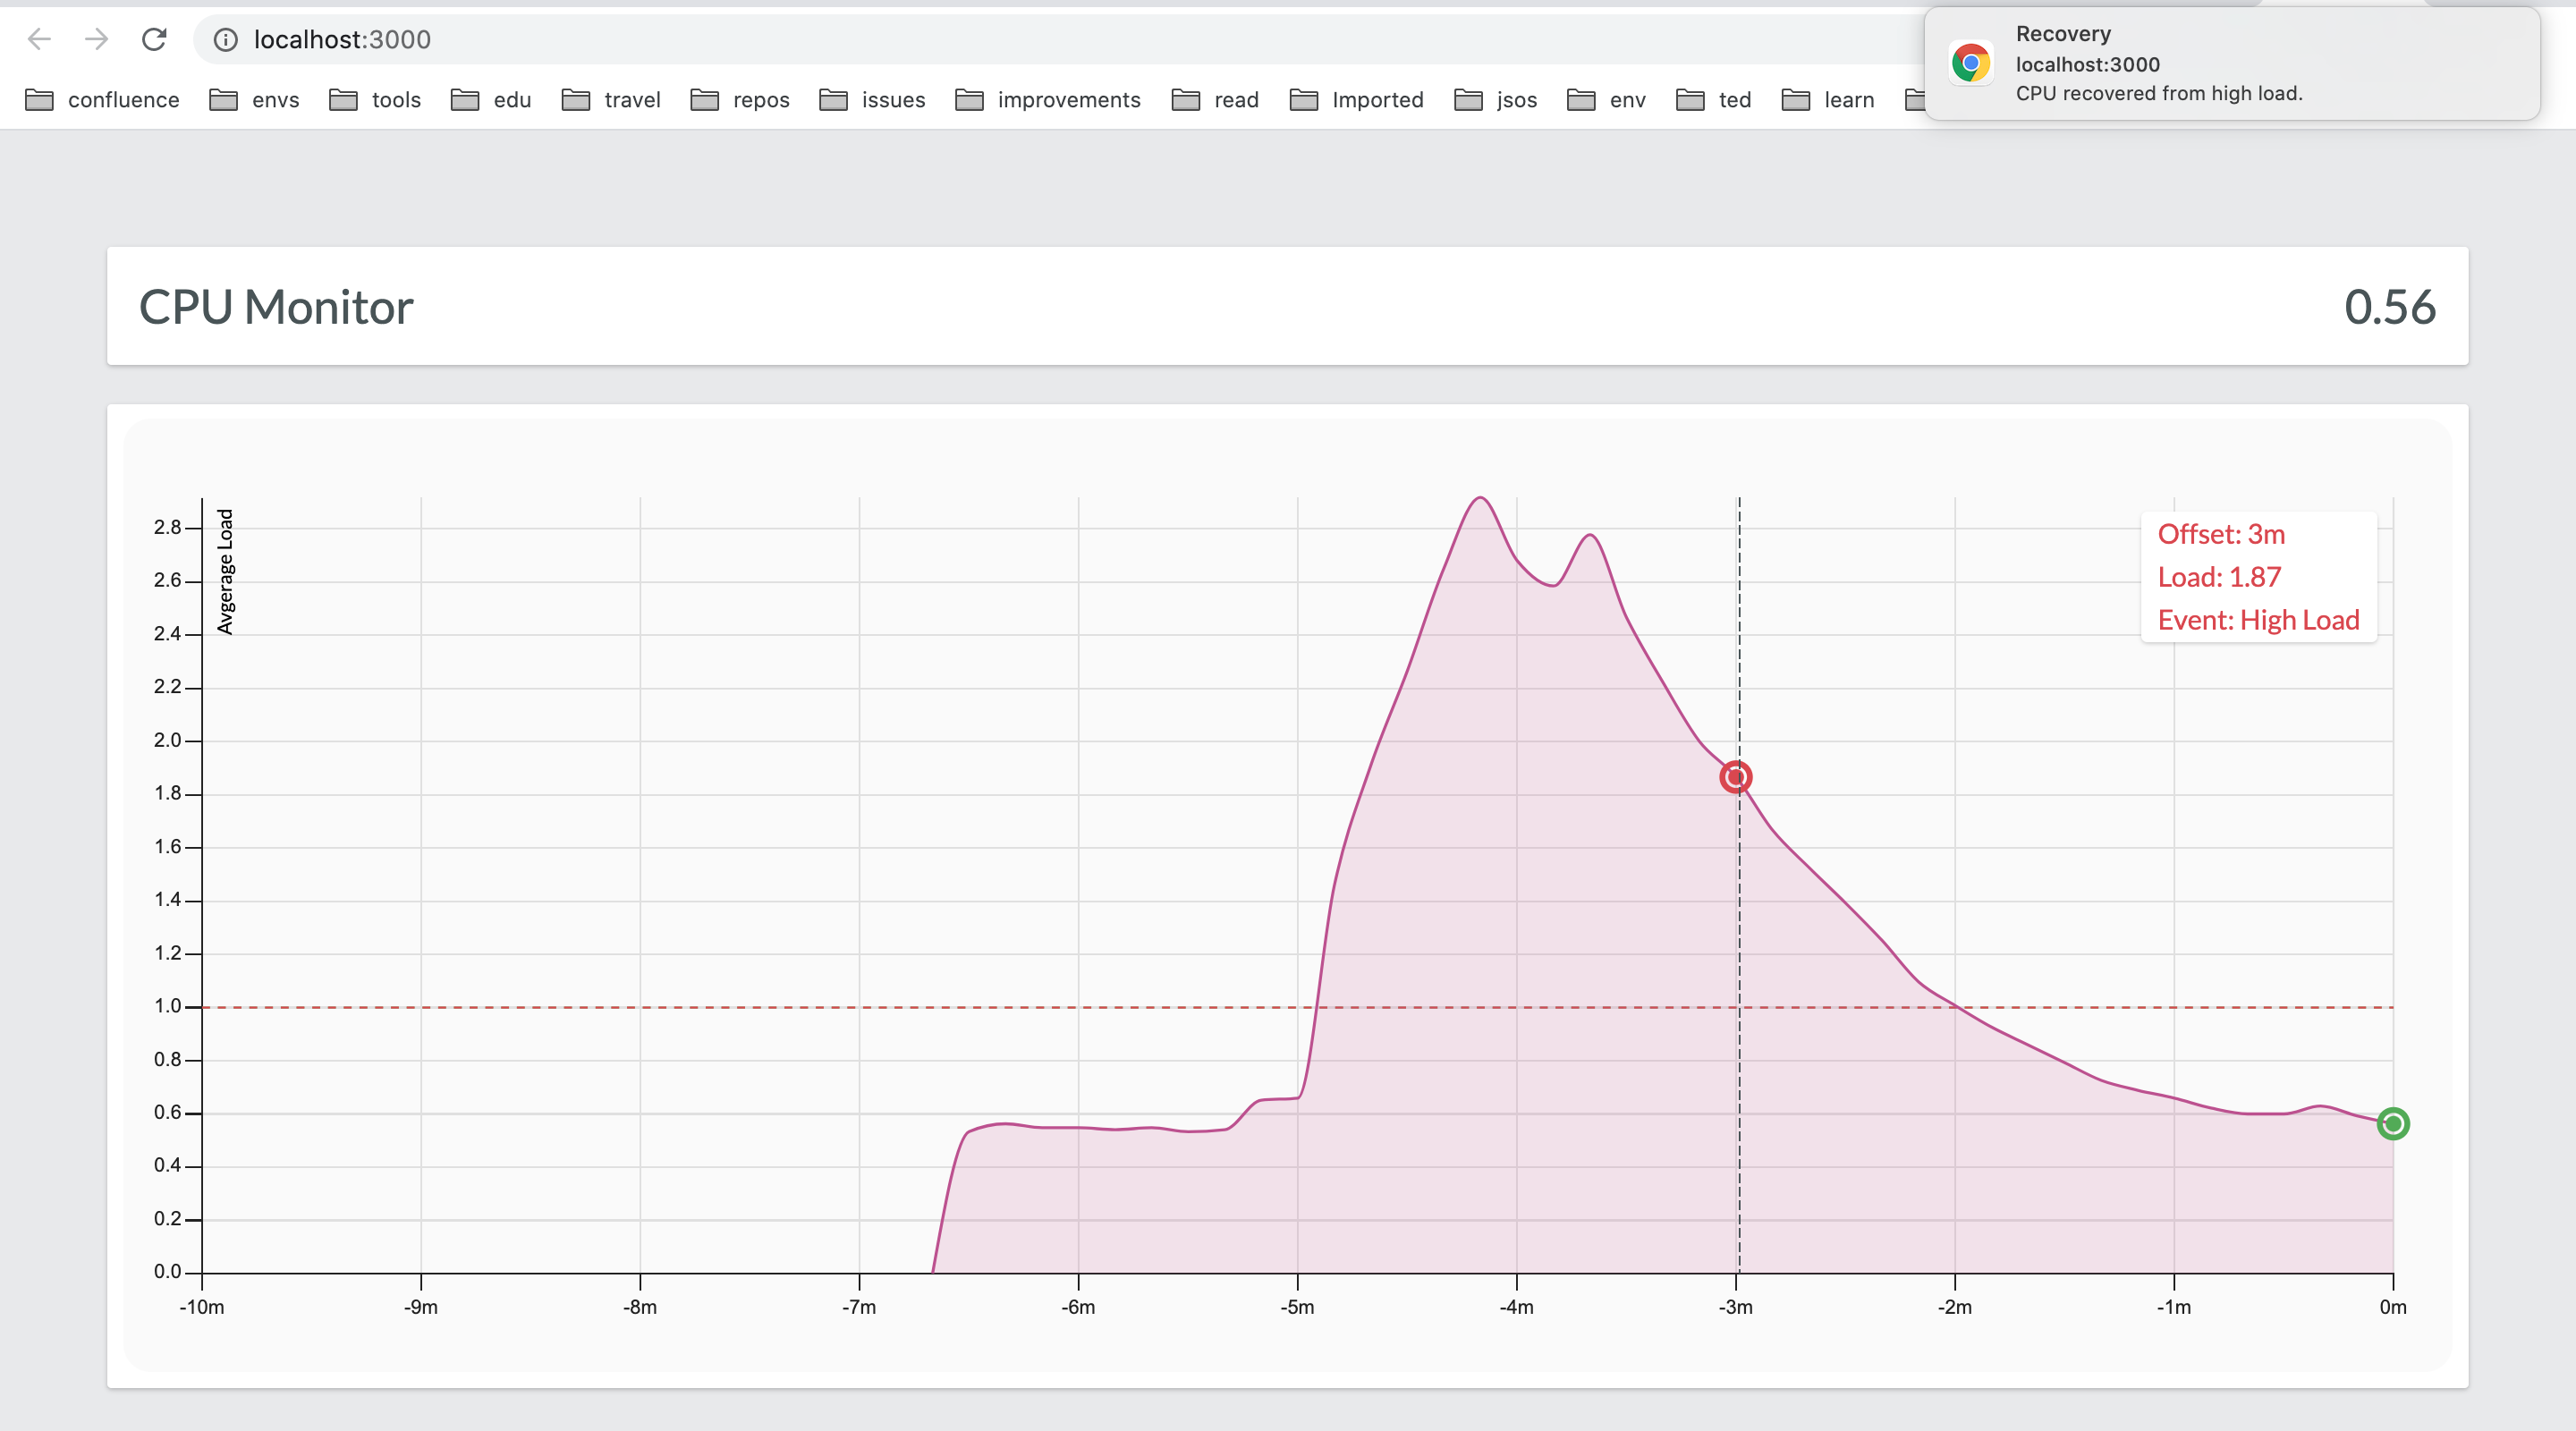 localhost:3000
Recovery
localhost:3000
CPU recovered from high load.
confluence envs tools edu travel repos issues improvements read Imported jsos env ted learn
CPU Monitor 0.56
Avgerage Load
Offset: 3m
Load: 1.87
Event: High Load
2.8
2.6
2.4
2.2
2.0
1.8
1.6
1.4
1.2
1.0
0.8
0.6
0.4
0.2
0.0
-10m -9m -8m -7m -6m -5m -4m -3m -2m -1m 0m